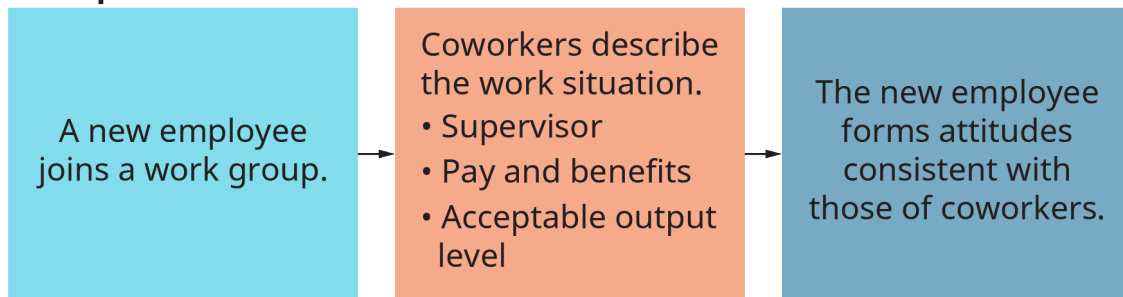 A new employee
joins a work group.
Coworkers describe
the work situation.
• Supervisor
• Pay and benefits
• Acceptable output
level
The new employee
forms attitudes
consistent with
those of coworkers.